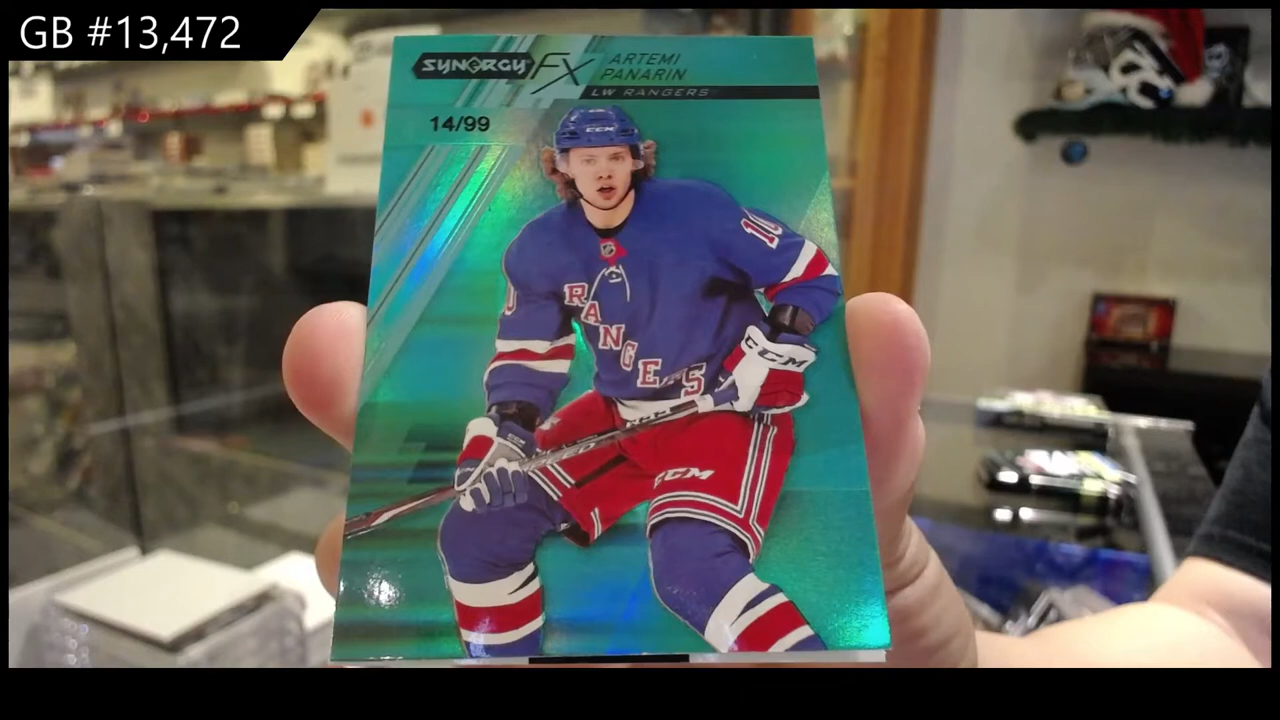 GB #13,472
SYNERGY FX
ARTEMI
PANARIN
LW RANGERS
14/99
CCM
10
RANGERS
CCM
CCM